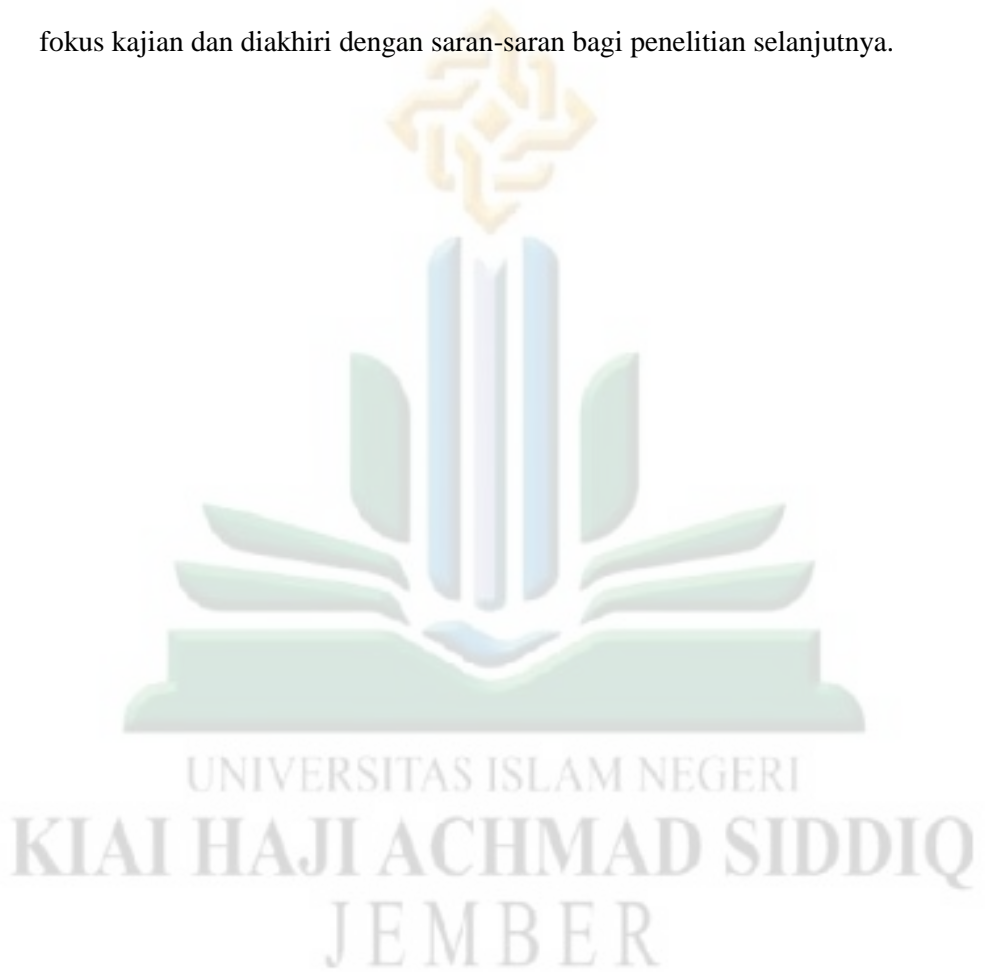 fokus kajian dan diakhiri dengan saran-saran bagi penelitian selanjutnya.
UNIVERSITAS ISLAM NEGERI
KIAI HAJI ACHMAD SIDDIQ
JEMBER